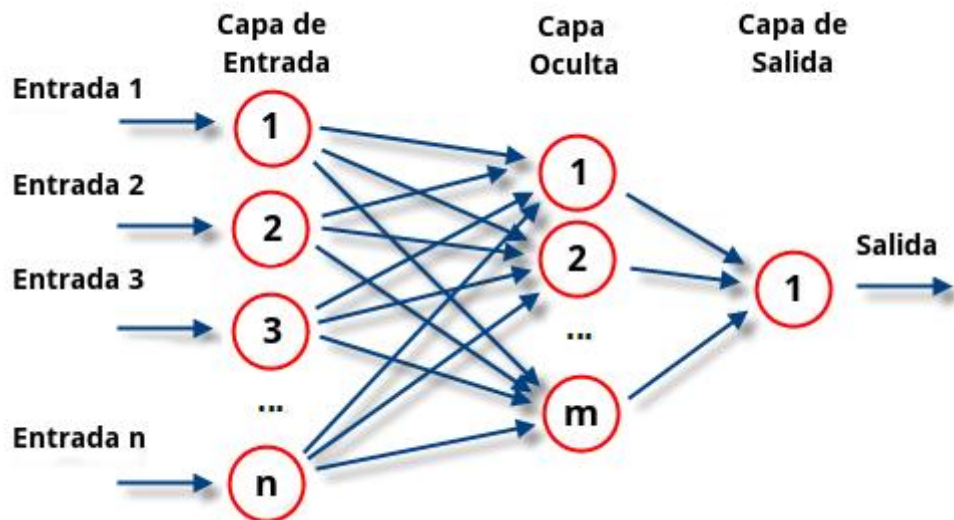 Capa de
Entrada
Capa
Oculta
Capa de
Salida
Entrada 1
1
Entrada 2
2
Entrada 3
3
...
Entrada n
n
1
2
...
m
1
Salida